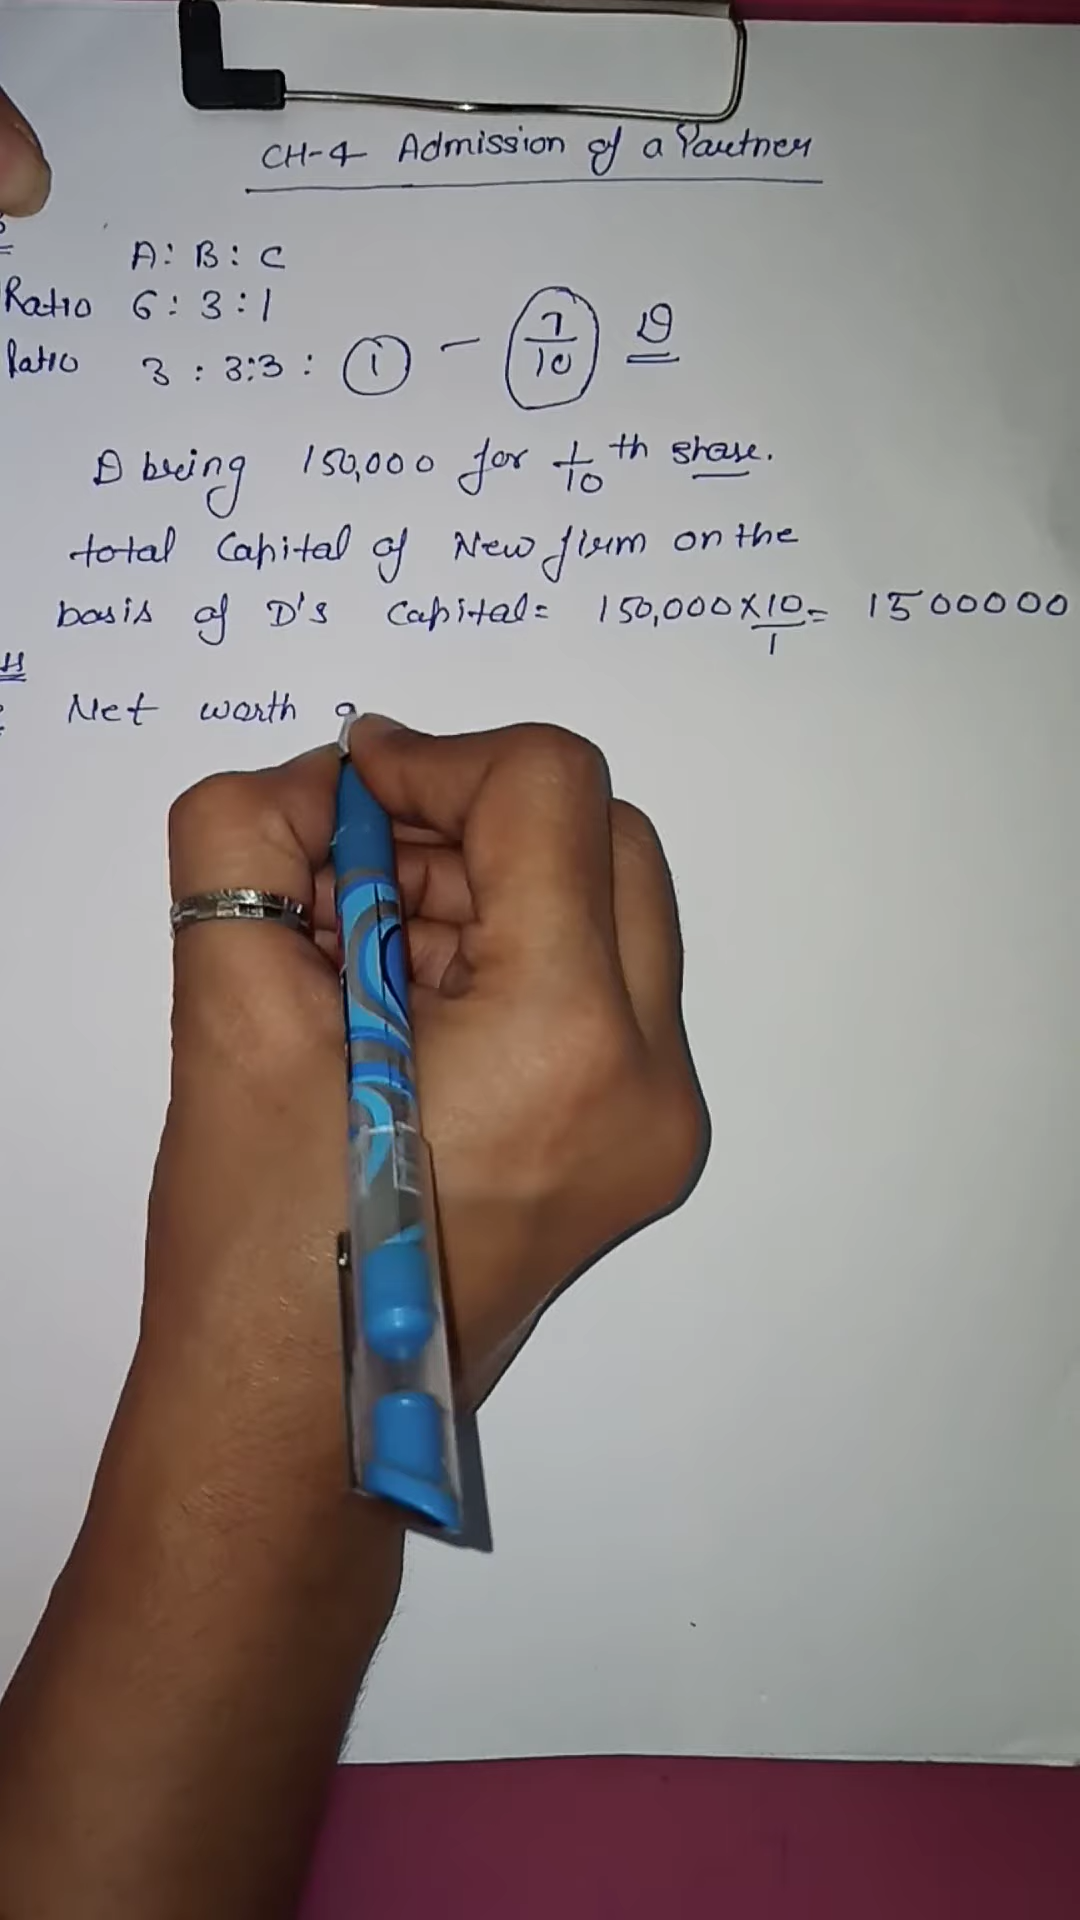 CH-4 Admission of a Partner
A: B: C
Ratio 6: 3:1
Ratio 3 : 3:3 : 1 - 1/10 D
D bring 150,000 for 1/10 th share.
total Capital of New firm on the
basis of D's Capital= 150,000×10/1= 1500000
Net worth